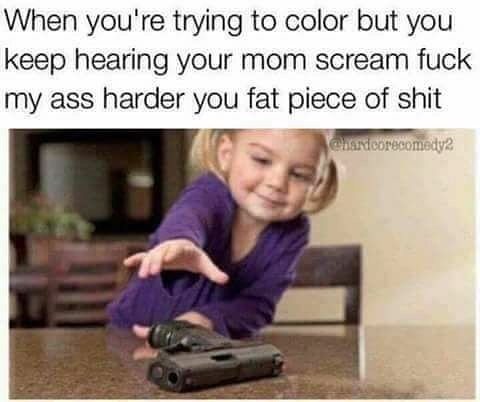 When you're trying to color but you
keep hearing your mom scream fuck
my ass harder you fat piece of shit
@hardcorecomedy2